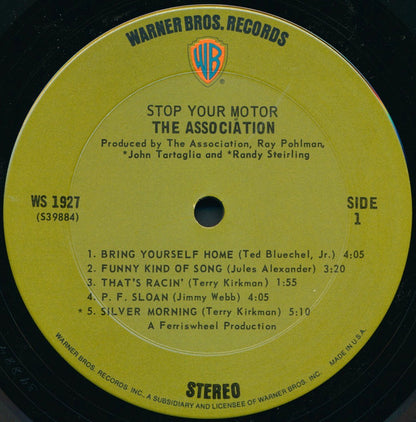 WARNER BROS. RECORDS
WB
®
STOP YOUR MOTOR
THE ASSOCIATION
Produced by The Association, Ray Pohlman,
*John Tartaglia and *Randy Steirling
WS 1927
(S39884)
SIDE
1
1. BRING YOURSELF HOME (Ted Bluechel, Jr.) 4:05
2. FUNNY KIND OF SONG (Jules Alexander) 3:20
3. THAT'S RACIN' (Terry Kirkman) 1:55
4. P. F. SLOAN (Jimmy Webb) 4:05
* 5. SILVER MORNING (Terry Kirkman) 5:10
A Ferriswheel Production
STEREO
WARNER BROS. RECORDS INC., A SUBSIDIARY AND LICENSEE OF WARNER BROS. INC.
MADE IN U.S.A.